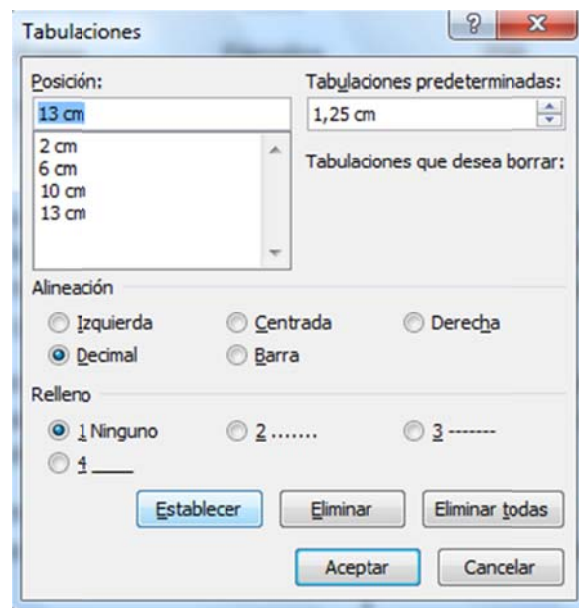 Tabulaciones
Posición:
Tabulaciones predeterminadas:
13 cm
1,25 cm
2 cm
6 cm
10 cm
13 cm
Tabulaciones que desea borrar:
Alineación
Izquierda
Centrada
Derecha
Decimal
Barra
Relleno
1 Ninguno
2 .......
3 -------
4 ____
Establecer
Eliminar
Eliminar todas
Aceptar
Cancelar